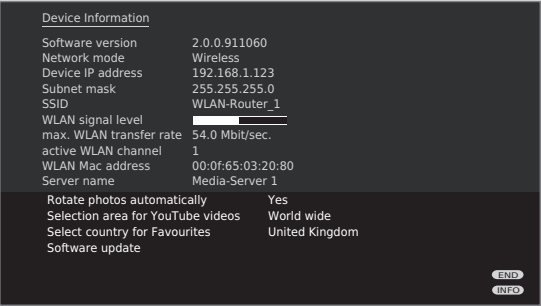 Device Information
Software version 2.0.0.911060
Network mode Wireless
Device IP address 192.168.1.123
Subnet mask 255.255.255.0
SSID WLAN-Router_1
WLAN signal level
max. WLAN transfer rate 54.0 Mbit/sec.
active WLAN channel 1
WLAN Mac address 00:0f:65:03:20:80
Server name Media-Server 1
Rotate photos automatically Yes
Selection area for YouTube videos World wide
Select country for Favourites United Kingdom
Software update
END
INFO